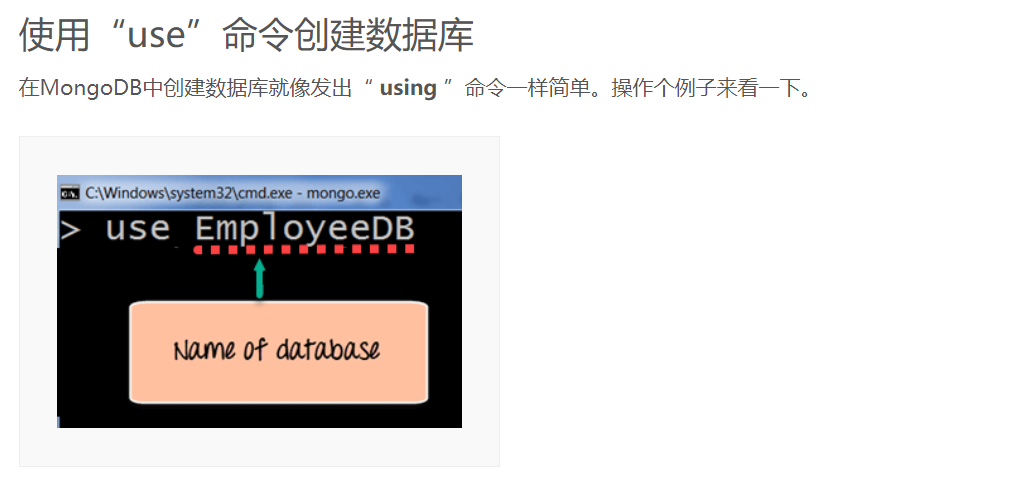 使用“use”命令创建数据库
在MongoDB中创建数据库就像发出“ using ”命令一样简单。操作个例子来看一下。
C:\Windows\system32\cmd.exe - mongo.exe
> use EmployeeDB
Name of database